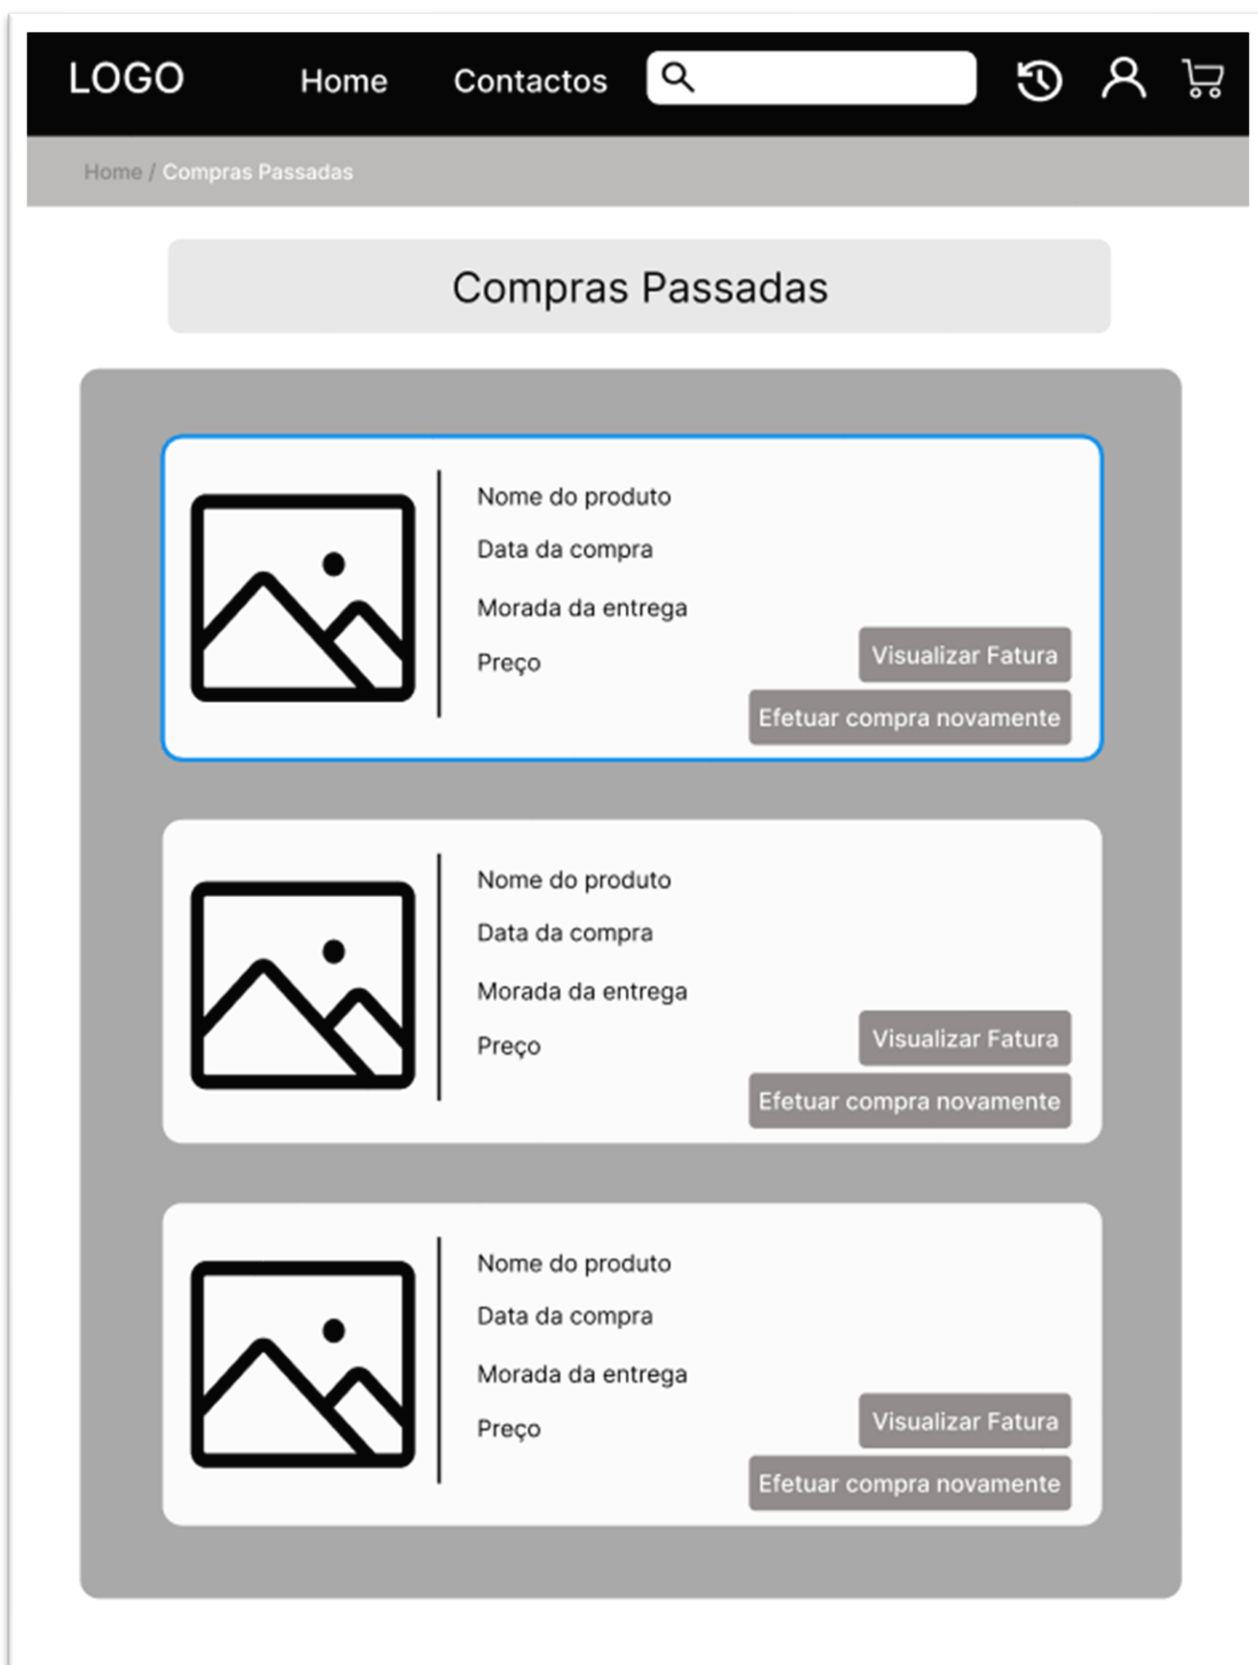 LOGO Home Contactos
Home / Compras Passadas
Compras Passadas
Nome do produto
Data da compra
Morada da entrega
Preço
Visualizar Fatura
Efetuar compra novamente
Nome do produto
Data da compra
Morada da entrega
Preço
Visualizar Fatura
Efetuar compra novamente
Nome do produto
Data da compra
Morada da entrega
Preço
Visualizar Fatura
Efetuar compra novamente